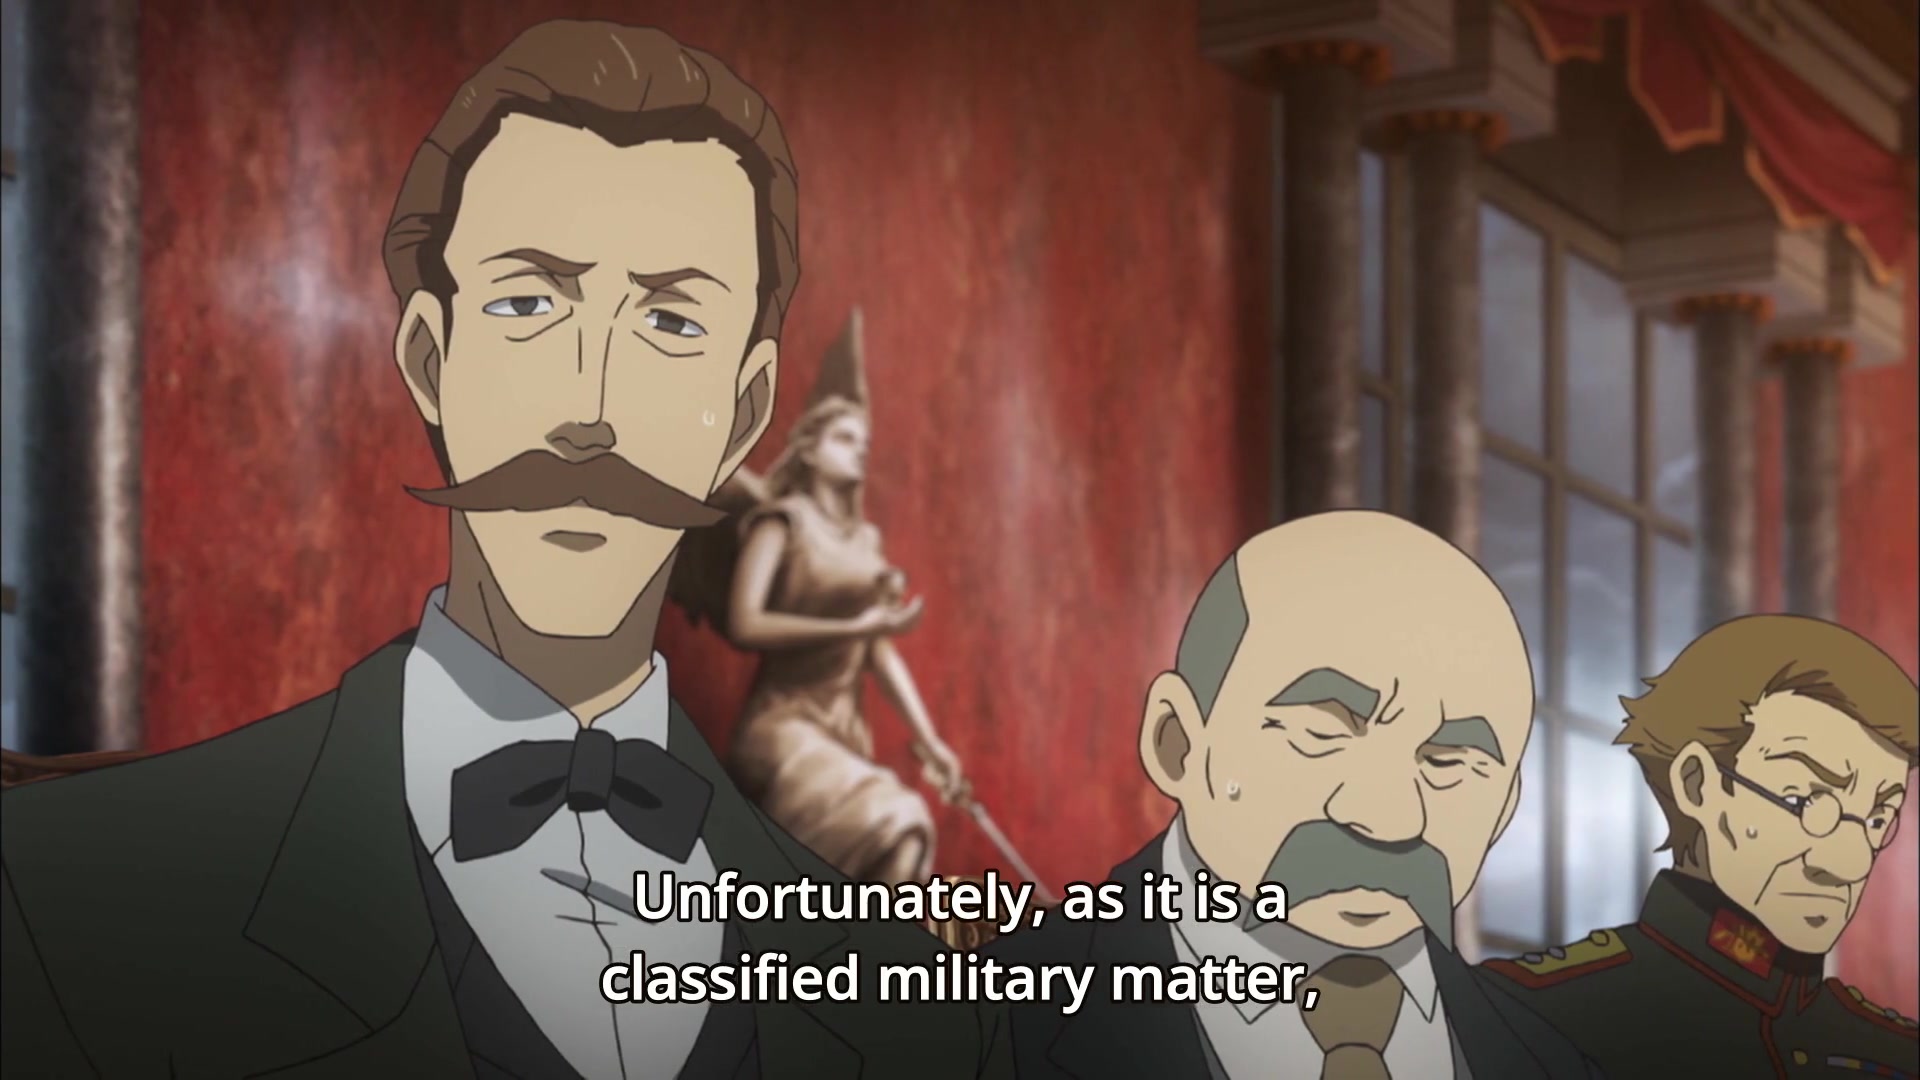 Unfortunately, as it is a
classified military matter,